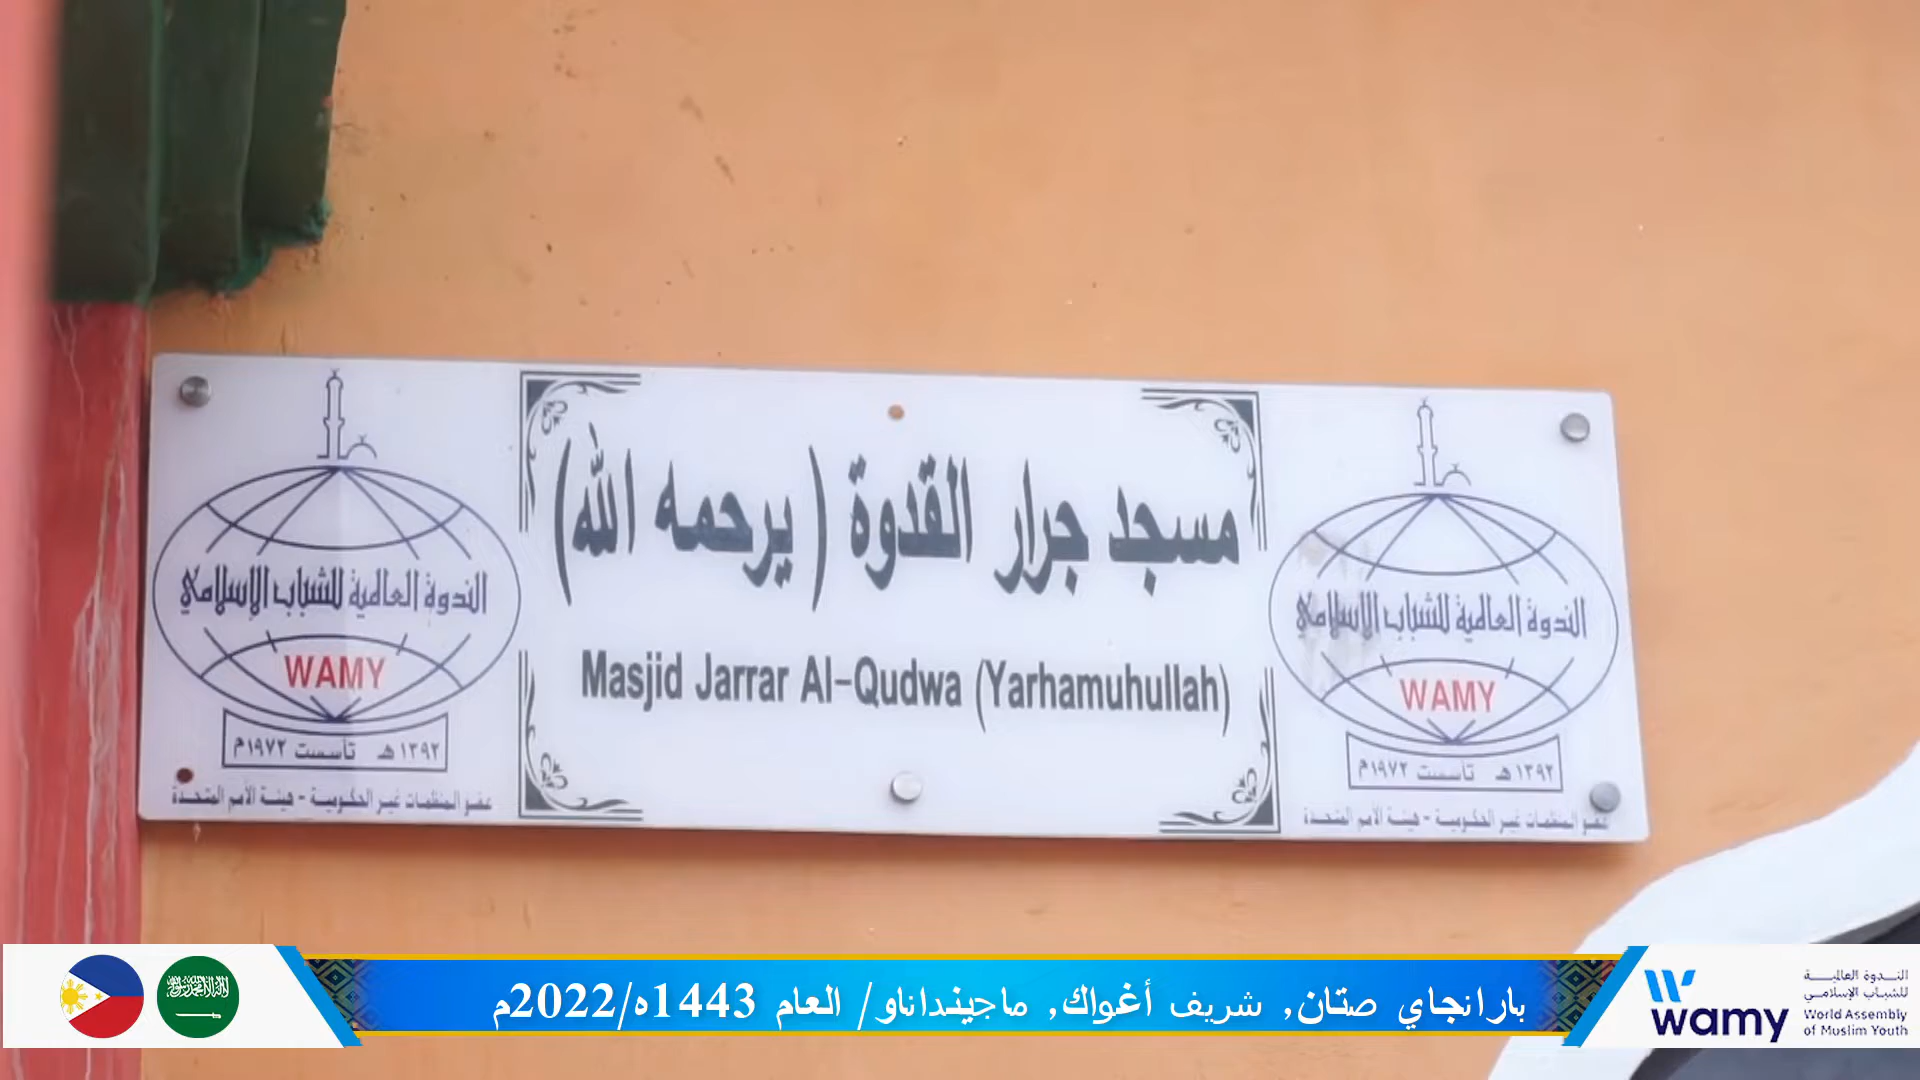 مسجد جرار القدوة (يرحمه الله)
Masjid Jarrar Al-Qudwa (Yarhamuhullah)
الندوة العالمية للشباب الإسلامي
WAMY
١٣٩٢هـ تأسست ١٩٧٢م
عضو المنظمات غير الحكومية - هيئة الأمم المتحدة
الندوة العالمية للشباب الإسلامي
WAMY
١٣٩٢هـ تأسست ١٩٧٢م
عضو المنظمات غير الحكومية - هيئة الأمم المتحدة
بارانجاي صتان, شريف أغواك, ماجينداناو/ العام 1443ه/2022م
wamy
الندوة العالمية
للشباب الإسلامي
World Assembly
of Muslim Youth